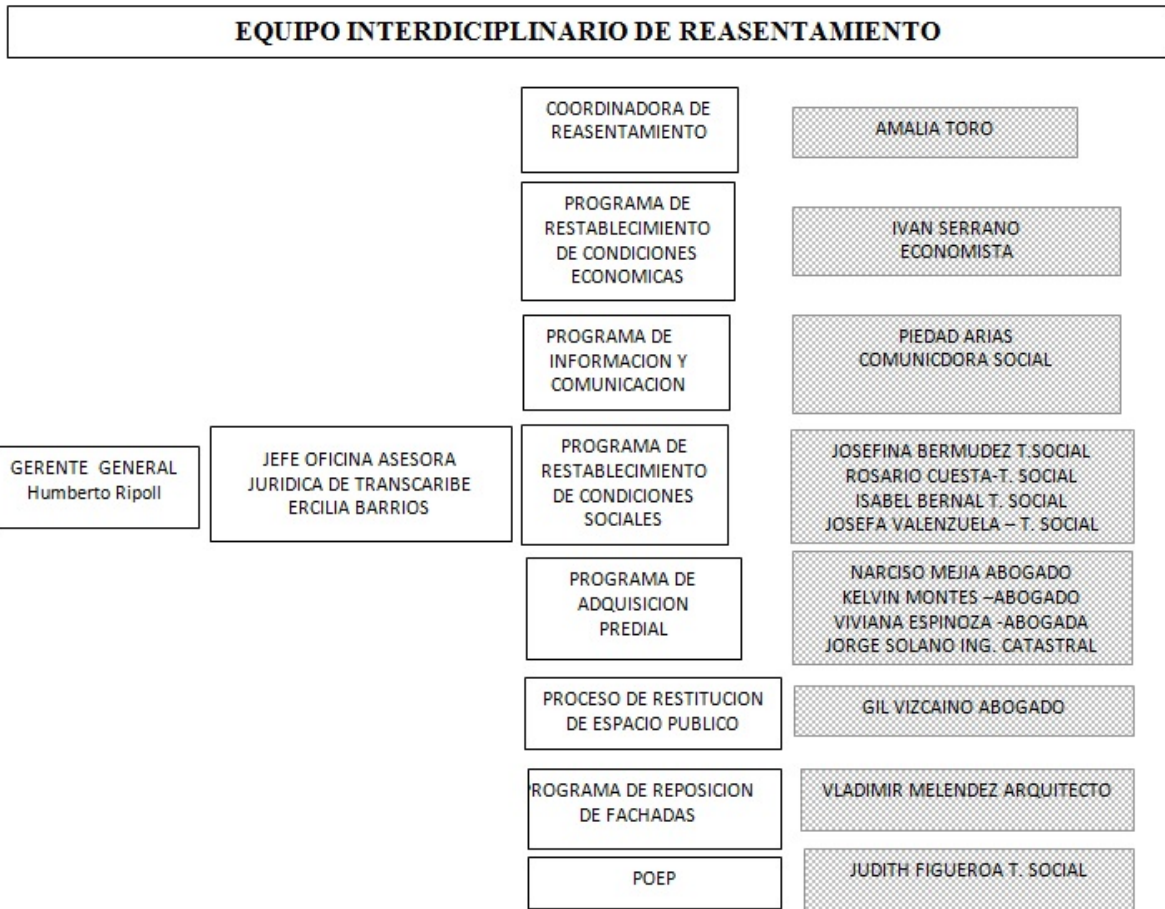 EQUIPO INTERDICIPLINARIO DE REASENTAMIENTO
GERENTE GENERAL
Humberto Ripoll
JEFE OFICINA ASESORA
JURIDICA DE TRANSCARIBE
ERCILIA BARRIOS
COORDINADORA DE
REASENTAMIENTO
AMALIA TORO
PROGRAMA DE
RESTABLECIMIENTO
DE CONDICIONES
ECONOMICAS
IVAN SERRANO
ECONOMISTA
PROGRAMA DE
INFORMACION Y
COMUNICACION
PIEDAD ARIAS
COMUNICDORA SOCIAL
PROGRAMA DE
RESTABLECIMIENTO
DE CONDICIONES
SOCIALES
JOSEFINA BERMUDEZ T.SOCIAL
ROSARIO CUESTA-T. SOCIAL
ISABEL BERNAL T. SOCIAL
JOSEFA VALENZUELA – T. SOCIAL
PROGRAMA DE
ADQUISICION
PREDIAL
NARCISO MEJIA ABOGADO
KELVIN MONTES –ABOGADO
VIVIANA ESPINOZA -ABOGADA
JORGE SOLANO ING. CATASTRAL
PROCESO DE RESTITUCION
DE ESPACIO PUBLICO
GIL VIZCAINO ABOGADO
PROGRAMA DE REPOSICION
DE FACHADAS
VLADIMIR MELENDEZ ARQUITECTO
POEP
JUDITH FIGUEROA T. SOCIAL